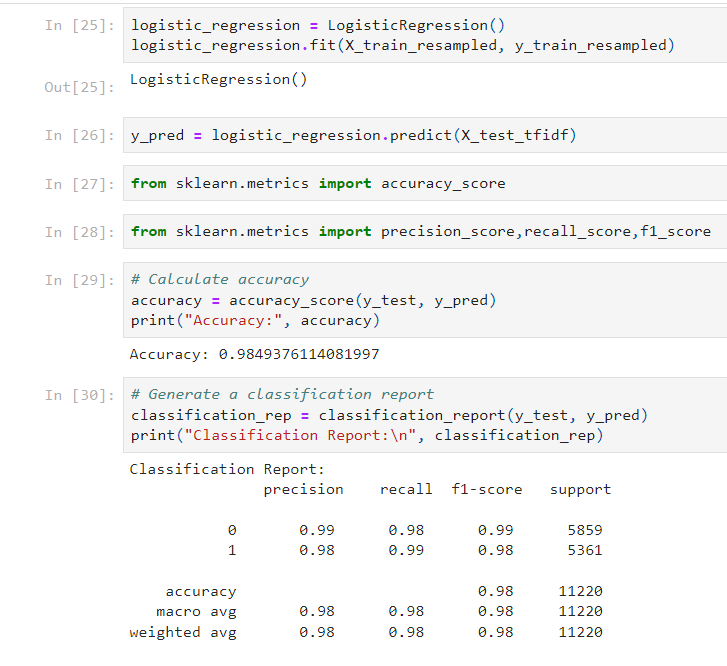 In [25]: logistic_regression = LogisticRegression()
logistic_regression.fit(X_train_resampled, y_train_resampled)
Out[25]: LogisticRegression()
In [26]: y_pred = logistic_regression.predict(X_test_tfidf)
In [27]: from sklearn.metrics import accuracy_score
In [28]: from sklearn.metrics import precision_score,recall_score,f1_score
In [29]: # Calculate accuracy
accuracy = accuracy_score(y_test, y_pred)
print("Accuracy:", accuracy)
Accuracy: 0.9849376114081997
In [30]: # Generate a classification report
classification_rep = classification_report(y_test, y_pred)
print("Classification Report:\n", classification_rep)
Classification Report:
precision recall f1-score support
0 0.99 0.98 0.99 5859
1 0.98 0.99 0.98 5361
accuracy 0.98 11220
macro avg 0.98 0.98 0.98 11220
weighted avg 0.98 0.98 0.98 11220